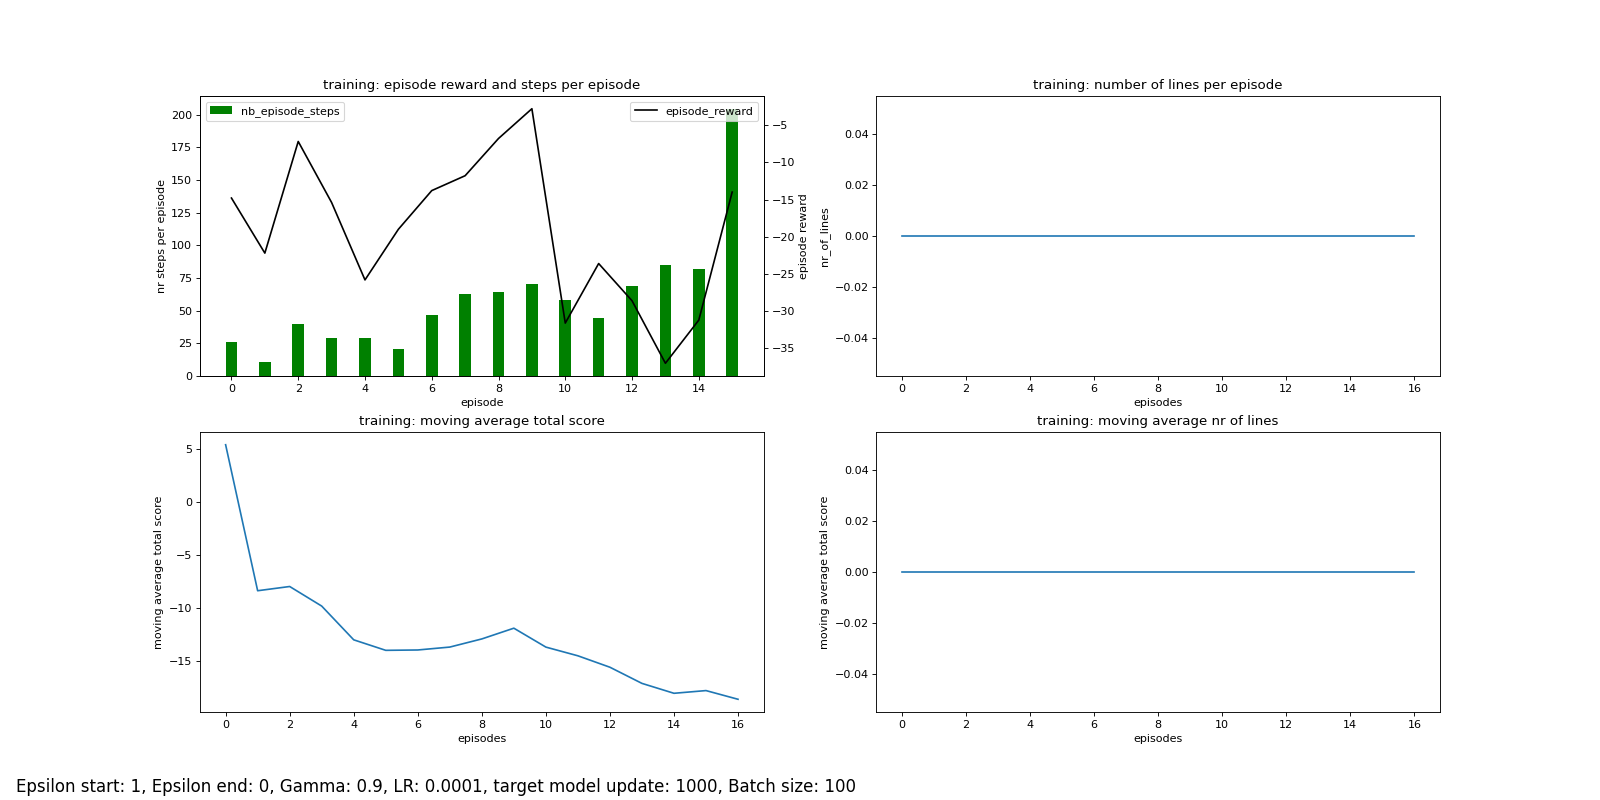 training: episode reward and steps per episode
nb_episode_steps
episode_reward
200
175
150
125
100
75
50
25
0
nr steps per episode
−5
−10
−15
−20
−25
−30
−35
episode reward
0 2 4 6 8 10 12 14
episode
training: number of lines per episode
0.04
0.02
0.00
−0.02
−0.04
nr_of_lines
0 2 4 6 8 10 12 14 16
episodes
training: moving average total score
5
0
−5
−10
−15
moving average total score
0 2 4 6 8 10 12 14 16
episodes
training: moving average nr of lines
0.04
0.02
0.00
−0.02
−0.04
moving average total score
0 2 4 6 8 10 12 14 16
episodes
Epsilon start: 1, Epsilon end: 0, Gamma: 0.9, LR: 0.0001, target model update: 1000, Batch size: 100